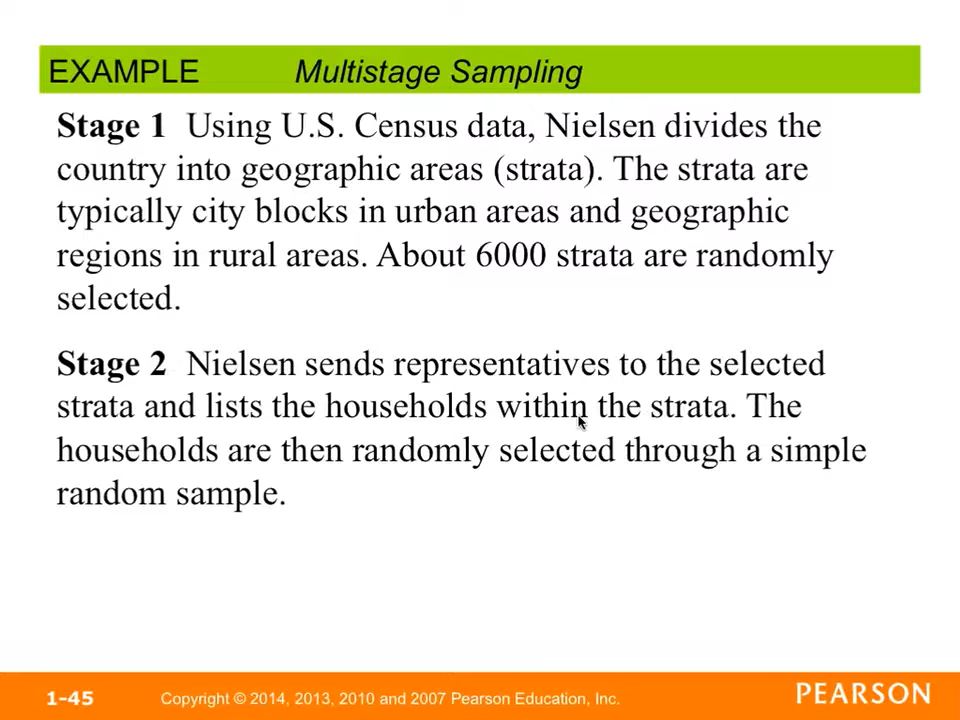 EXAMPLE Multistage Sampling
Stage 1 Using U.S. Census data, Nielsen divides the
country into geographic areas (strata). The strata are
typically city blocks in urban areas and geographic
regions in rural areas. About 6000 strata are randomly
selected.
Stage 2 Nielsen sends representatives to the selected
strata and lists the households within the strata. The
households are then randomly selected through a simple
random sample.
1-45 Copyright © 2014, 2013, 2010 and 2007 Pearson Education, Inc. PEARSON